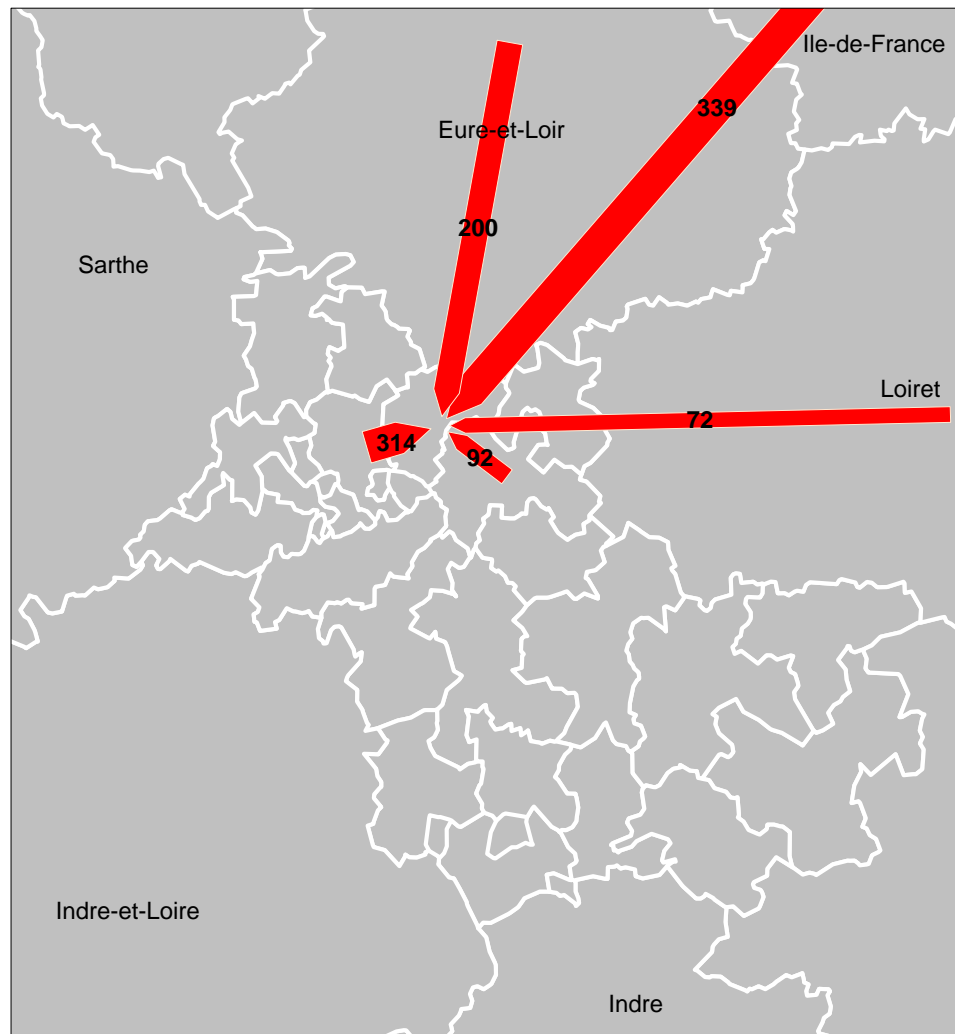 Ile-de-France
339
Eure-et-Loir
200
Sarthe
Loiret
72
314
92
Indre-et-Loire
Indre